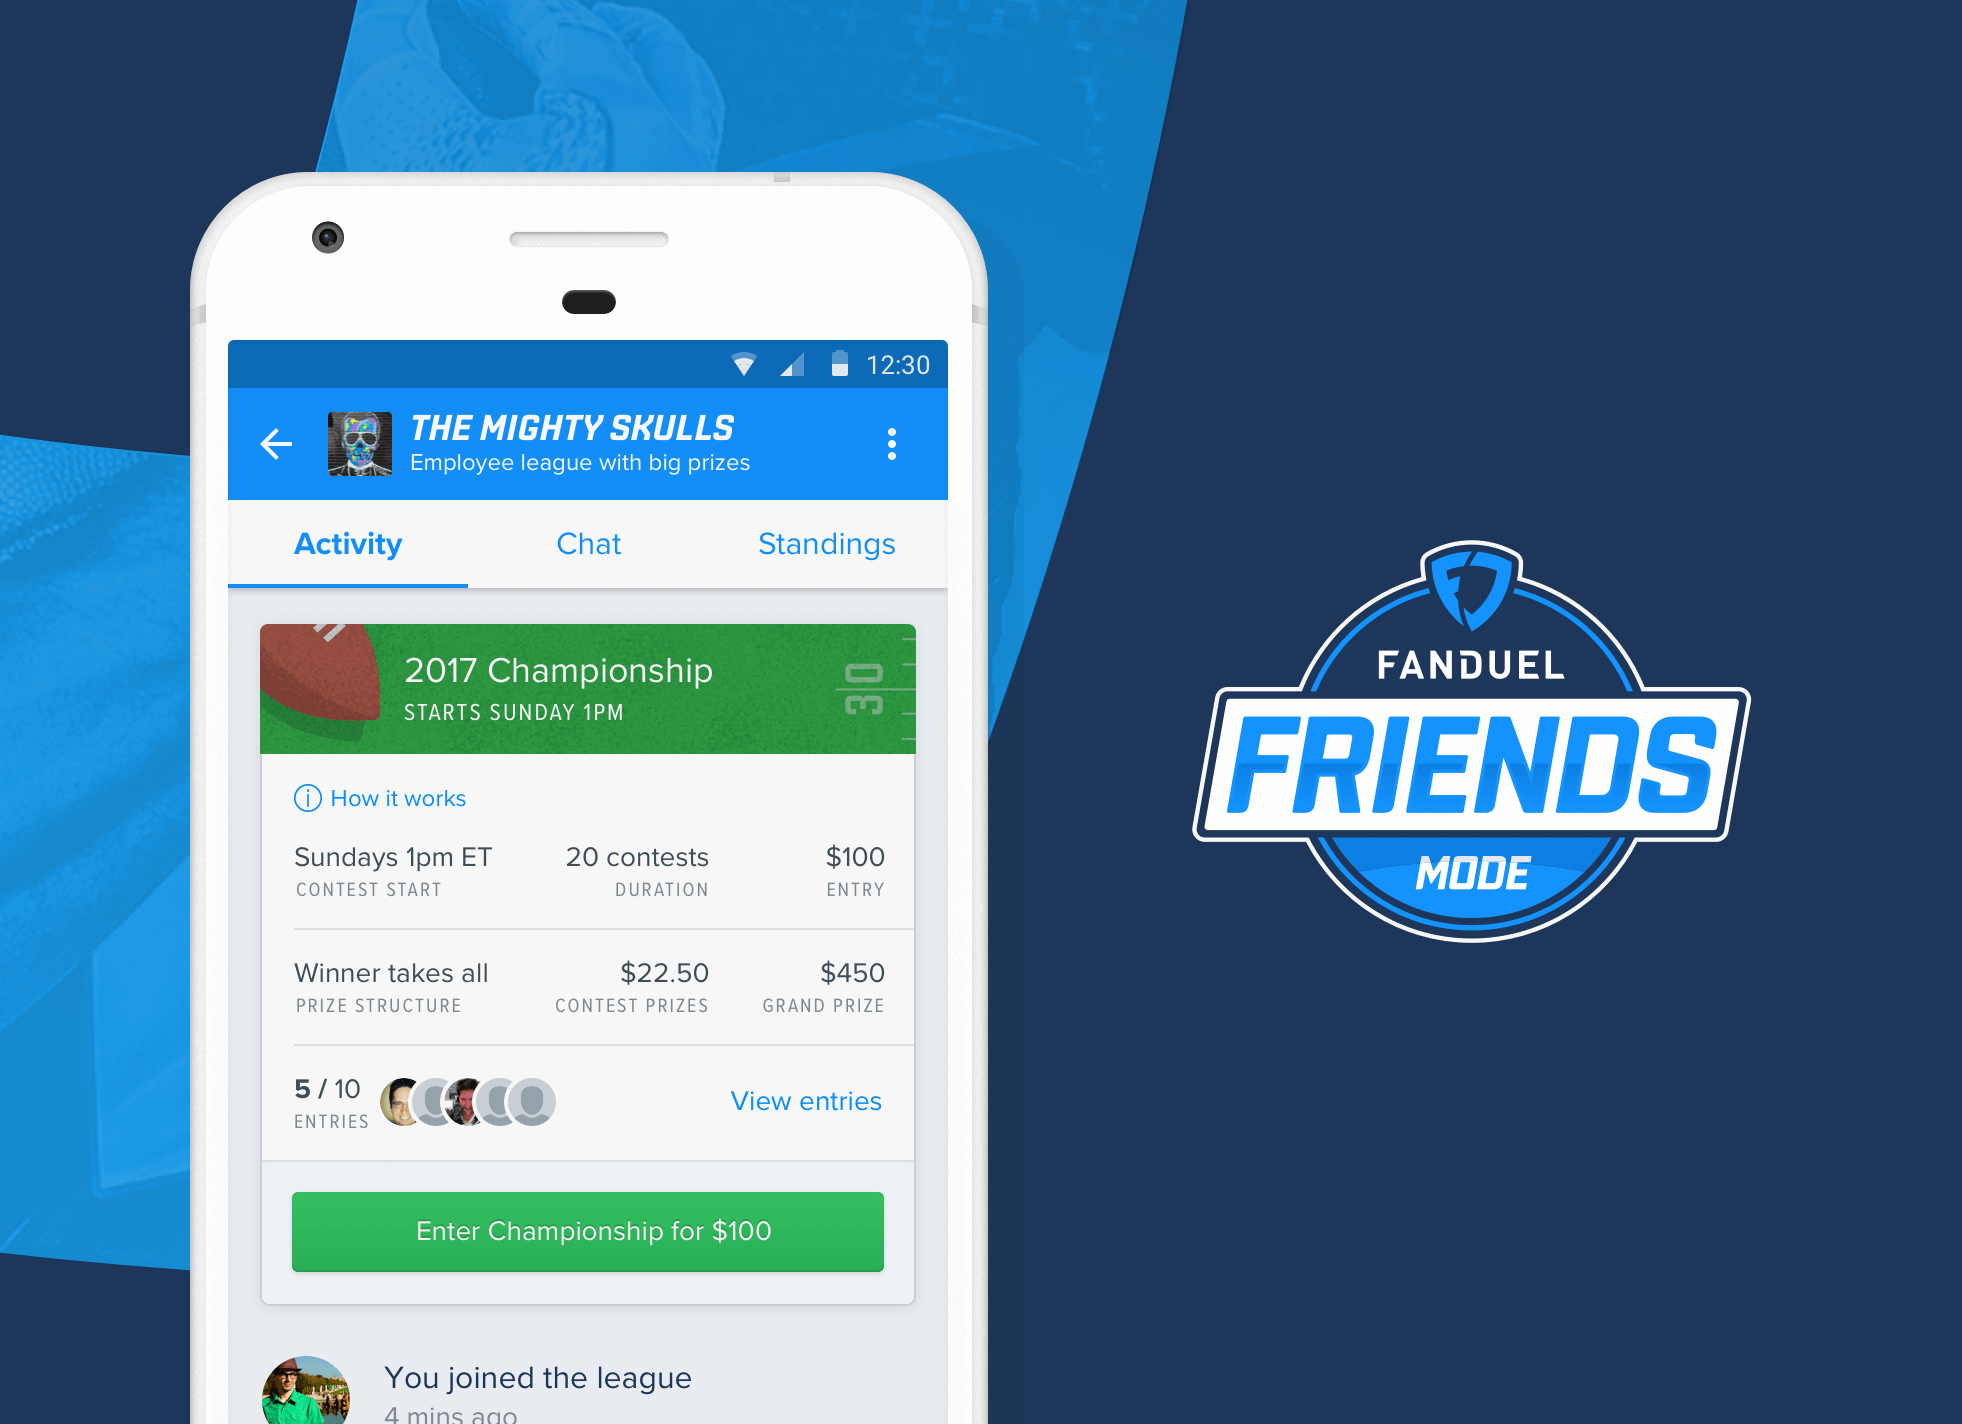 12:30
THE MIGHTY SKULLS
Employee league with big prizes
Activity
Chat
Standings
2017 Championship
STARTS SUNDAY 1PM
30
How it works
Sundays 1pm ET
CONTEST START
20 contests
DURATION
$100
ENTRY
Winner takes all
PRIZE STRUCTURE
$22.50
CONTEST PRIZES
$450
GRAND PRIZE
5 / 10
ENTRIES
View entries
Enter Championship for $100
You joined the league
4 mins ago
FANDUEL
FRIENDS
MODE